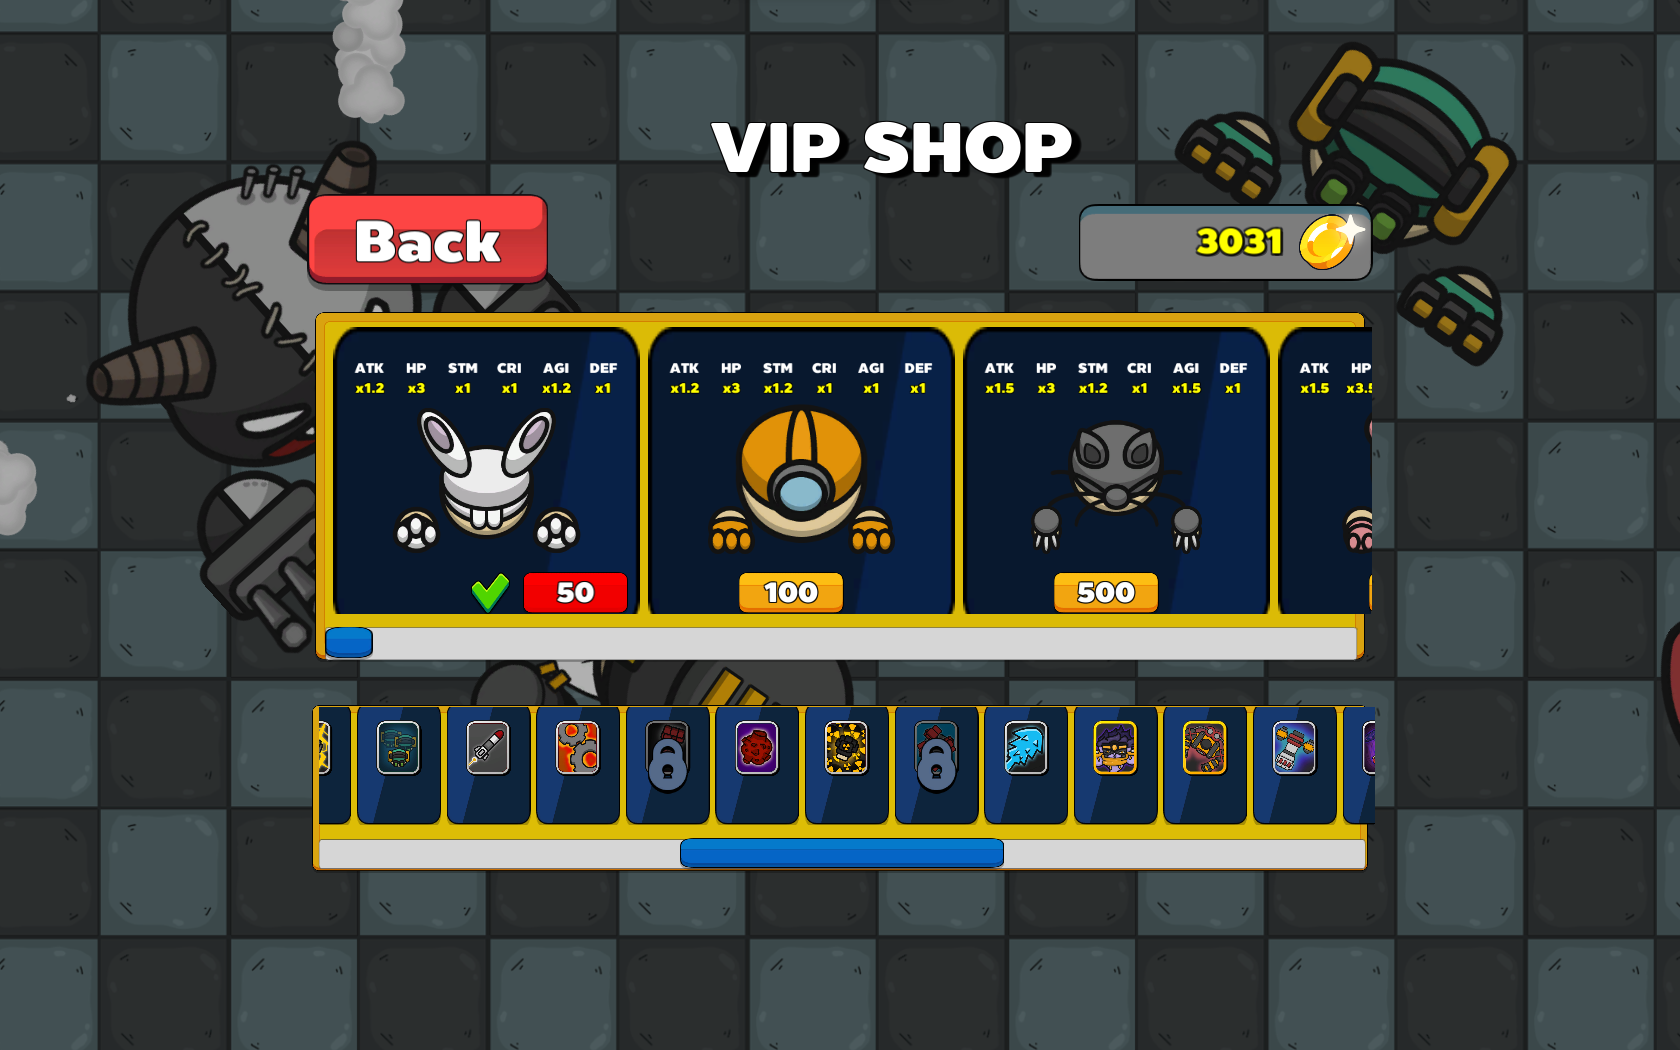 VIP SHOP
Back
3031
ATK HP STM CRI AGI DEF
x1.2 x3 x1 x1 x1.2 x1
50
ATK HP STM CRI AGI DEF
x1.2 x3 x1.2 x1 x1 x1
100
ATK HP STM CRI AGI DEF
x1.5 x3 x1.2 x1 x1.5 x1
500
ATK HP
x1.5 x3.5